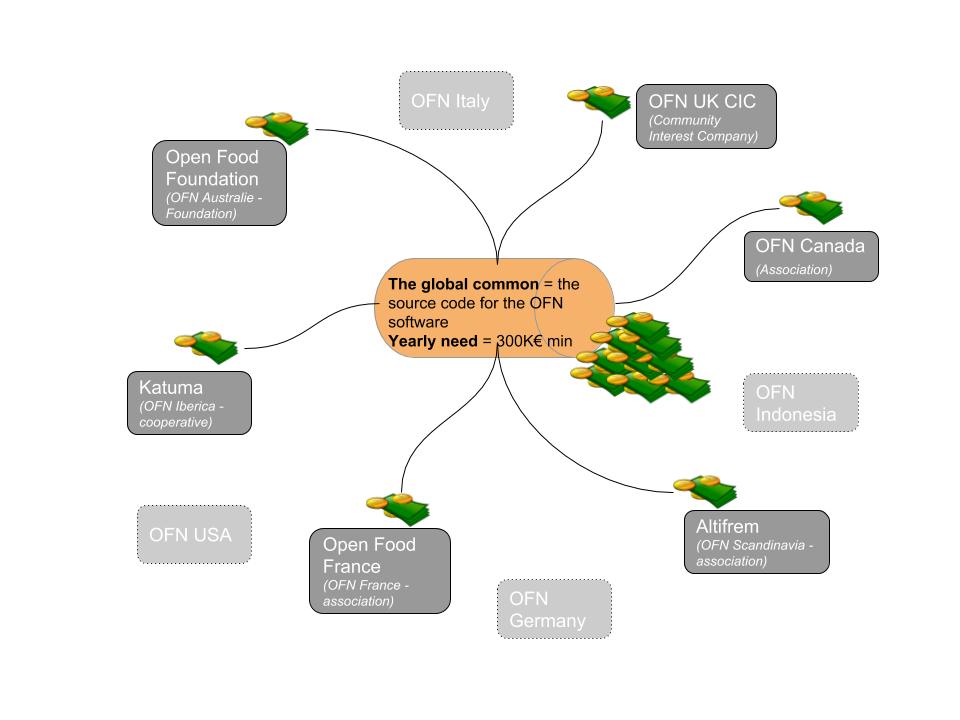 OFN Italy
OFN UK CIC
(Community
Interest Company)
Open Food
Foundation
(OFN Australie -
Foundation)
OFN Canada
(Association)
The global common = the
source code for the OFN
software
Yearly need = 300K€ min
Katuma
(OFN Iberica -
cooperative)
OFN
Indonesia
OFN USA
Open Food
France
(OFN France -
association)
Altifrem
(OFN Scandinavia -
association)
OFN
Germany